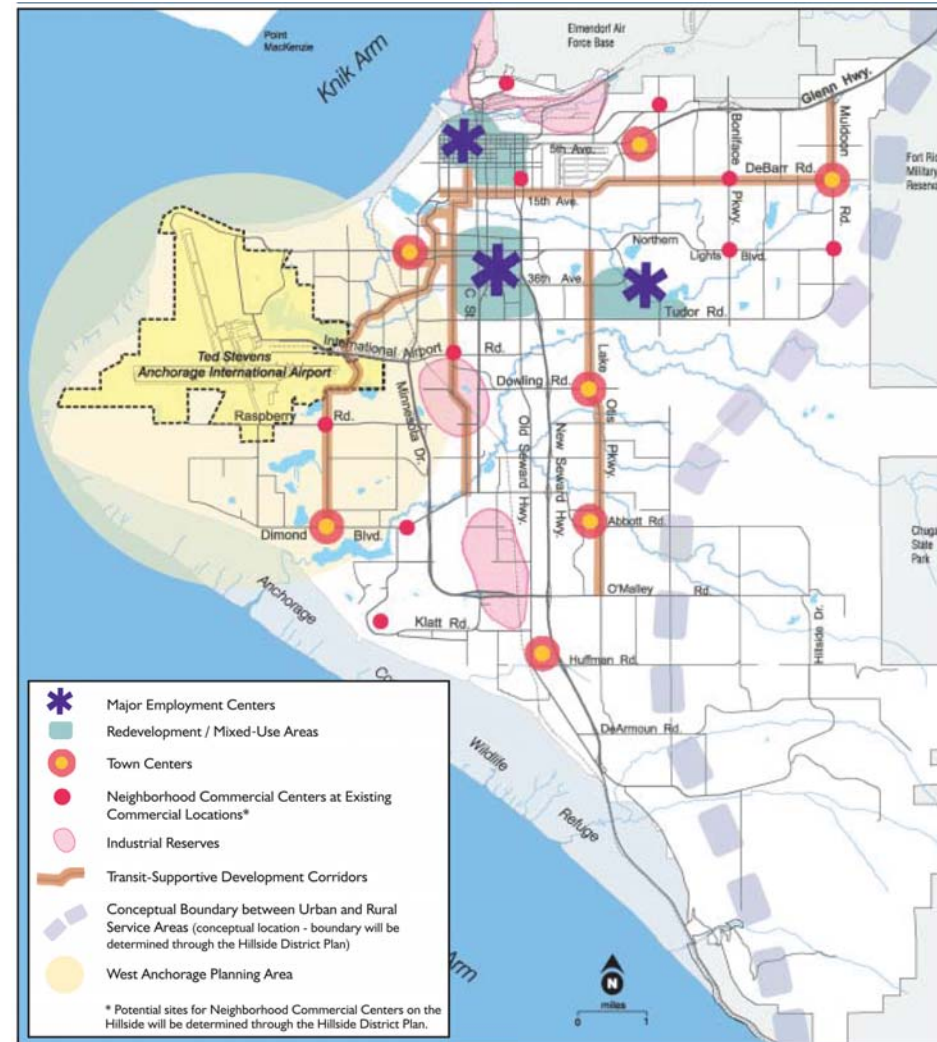 Point
MacKenzie
Knik Arm
Elmendorf Air
Force Base
Glenn Hwy.
5th Ave.
Boniface
Pkwy.
Muldoon
Rd.
DeBarr Rd.
Fort Ric
Military
Reserva
15th Ave.
Northern
Lights Blvd.
36th Ave.
C St.
Tudor Rd.
International Airport Rd.
Ted Stevens
Anchorage International Airport
Minnesota Dr.
Dowling Rd.
Lake
Otis
Pkwy.
Raspberry Rd.
Old Seward Hwy.
New Seward Hwy.
Dimond Blvd.
Abbott Rd.
Chuga
State
Park
O'Malley Rd.
Hillside Dr.
Klatt Rd.
Huffman Rd.
DeArmoun Rd.
Anchorage
Co
Wildlife
Refuge
Arm
Major Employment Centers
Redevelopment / Mixed-Use Areas
Town Centers
Neighborhood Commercial Centers at Existing
Commercial Locations*
Industrial Reserves
Transit-Supportive Development Corridors
Conceptual Boundary between Urban and Rural
Service Areas (conceptual location - boundary will be
determined through the Hillside District Plan)
West Anchorage Planning Area
* Potential sites for Neighborhood Commercial Centers on the
Hillside will be determined through the Hillside District Plan.
N
miles
0 1